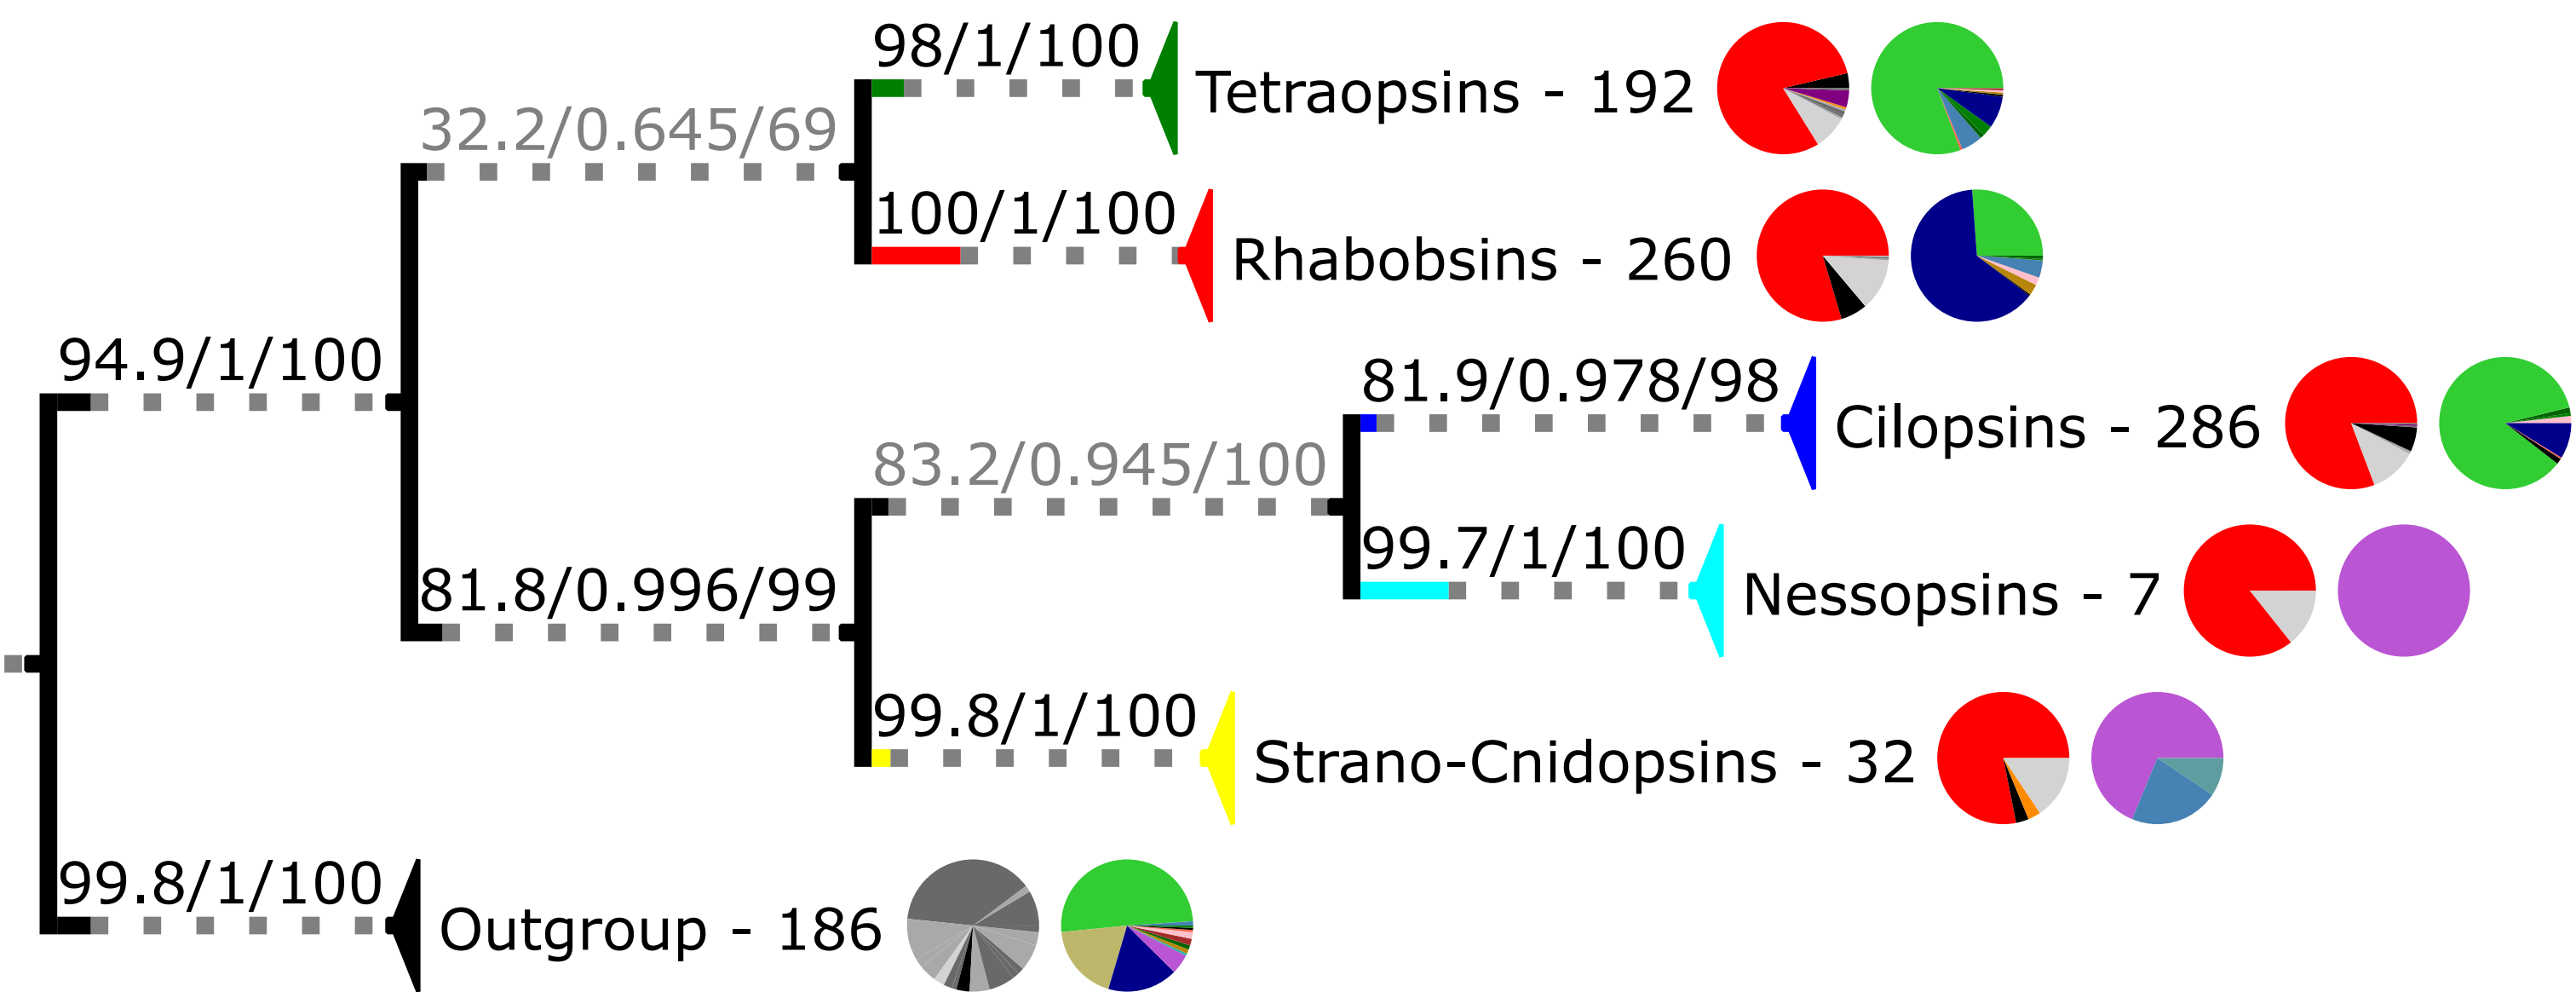 98/1/100
Tetraopsins - 192
32.2/0.645/69
100/1/100
Rhabobsins - 260
94.9/1/100
81.9/0.978/98
Cilopsins - 286
83.2/0.945/100
99.7/1/100
Nessopsins - 7
81.8/0.996/99
99.8/1/100
Strano-Cnidopsins - 32
99.8/1/100
Outgroup - 186